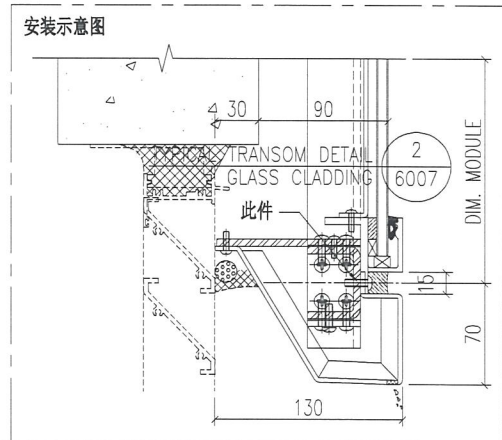 安装示意图
30
90
TRANSOM DETAIL
GLASS CLADDING
2
6007
DIM. MODULE
此件
15
70
130